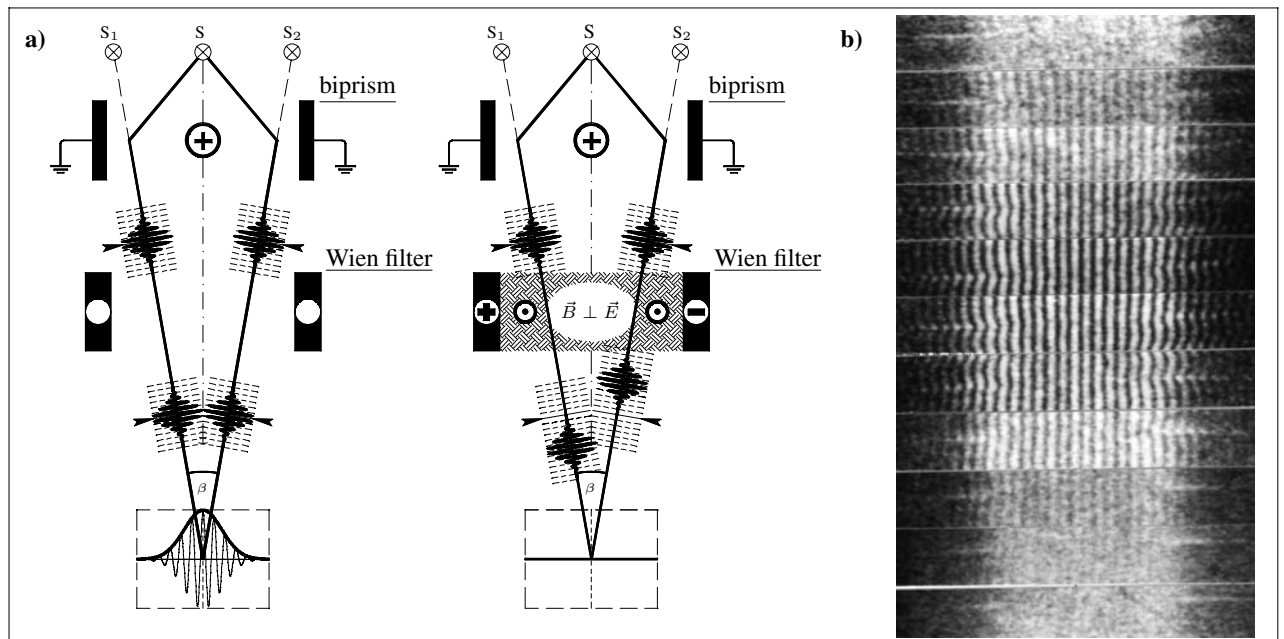 a)
S₁ S S₂
biprism
Wien filter
β
S₁ S S₂
biprism
Wien filter
B⃗ ⊥ E⃗
β
b)